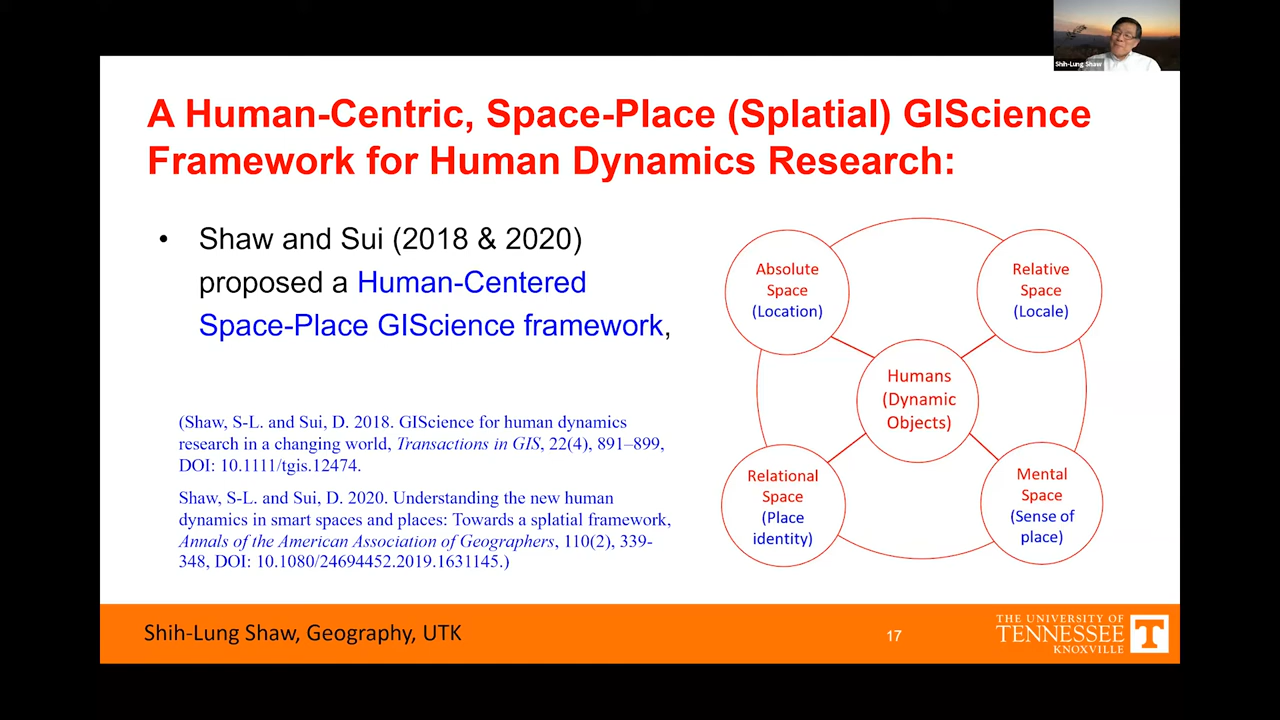 Shih-Lung Shaw
A Human-Centric, Space-Place (Splatial) GIScience
Framework for Human Dynamics Research:
• Shaw and Sui (2018 & 2020)
proposed a Human-Centered
Space-Place GIScience framework,
(Shaw, S-L. and Sui, D. 2018. GIScience for human dynamics
research in a changing world, Transactions in GIS, 22(4), 891–899,
DOI: 10.1111/tgis.12474.
Shaw, S-L. and Sui, D. 2020. Understanding the new human
dynamics in smart spaces and places: Towards a splatial framework,
Annals of the American Association of Geographers, 110(2), 339-
348, DOI: 10.1080/24694452.2019.1631145.)
Absolute
Space
(Location)
Relative
Space
(Locale)
Humans
(Dynamic
Objects)
Relational
Space
(Place
identity)
Mental
Space
(Sense of
place)
Shih-Lung Shaw, Geography, UTK
17
THE UNIVERSITY OF
TENNESSEE
KNOXVILLE
T